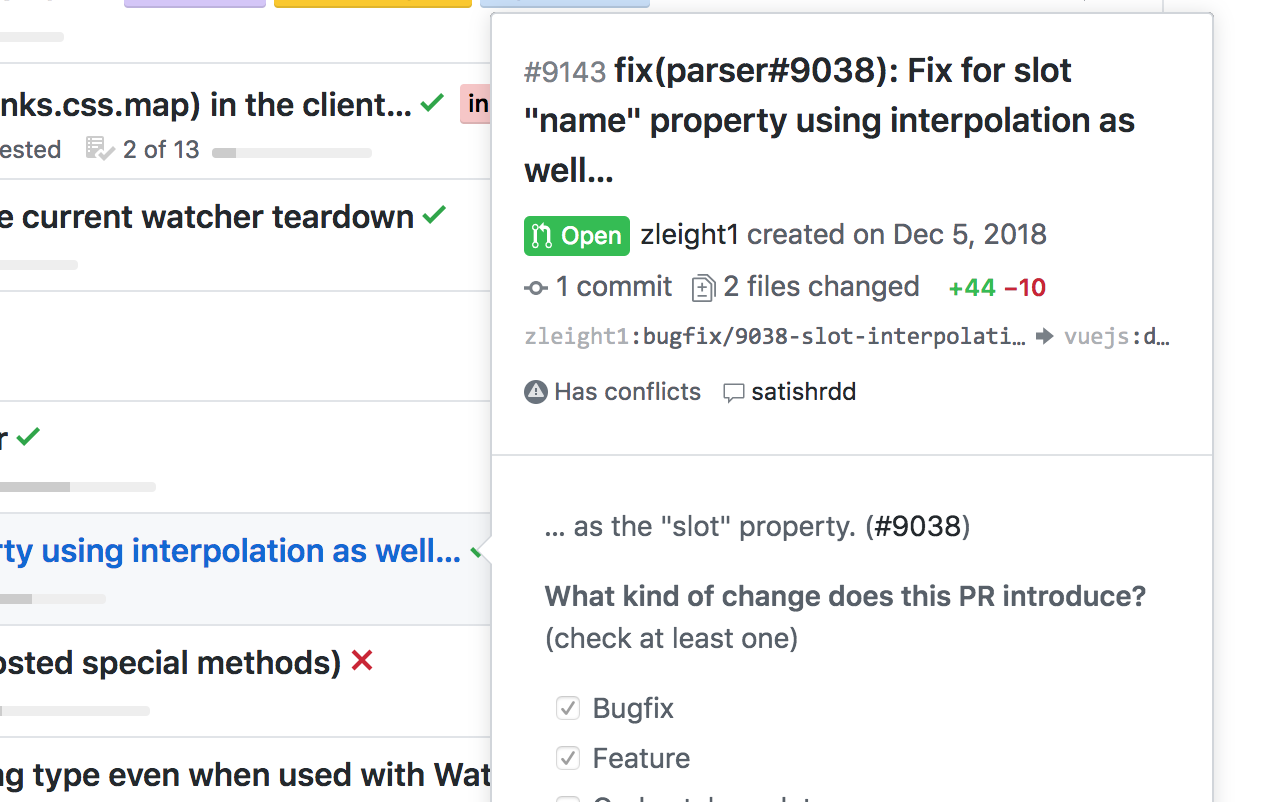 nks.css.map) in the client... in
ested 2 of 13
e current watcher teardown
r
rty using interpolation as well...
osted special methods)
ng type even when used with Wat
#9143 fix(parser#9038): Fix for slot
"name" property using interpolation as
well...
Open zleight1 created on Dec 5, 2018
1 commit 2 files changed +44 −10
zleight1:bugfix/9038-slot-interpolati… vuejs:d…
Has conflicts satishrdd
... as the "slot" property. (#9038)
What kind of change does this PR introduce?
(check at least one)
Bugfix
Feature